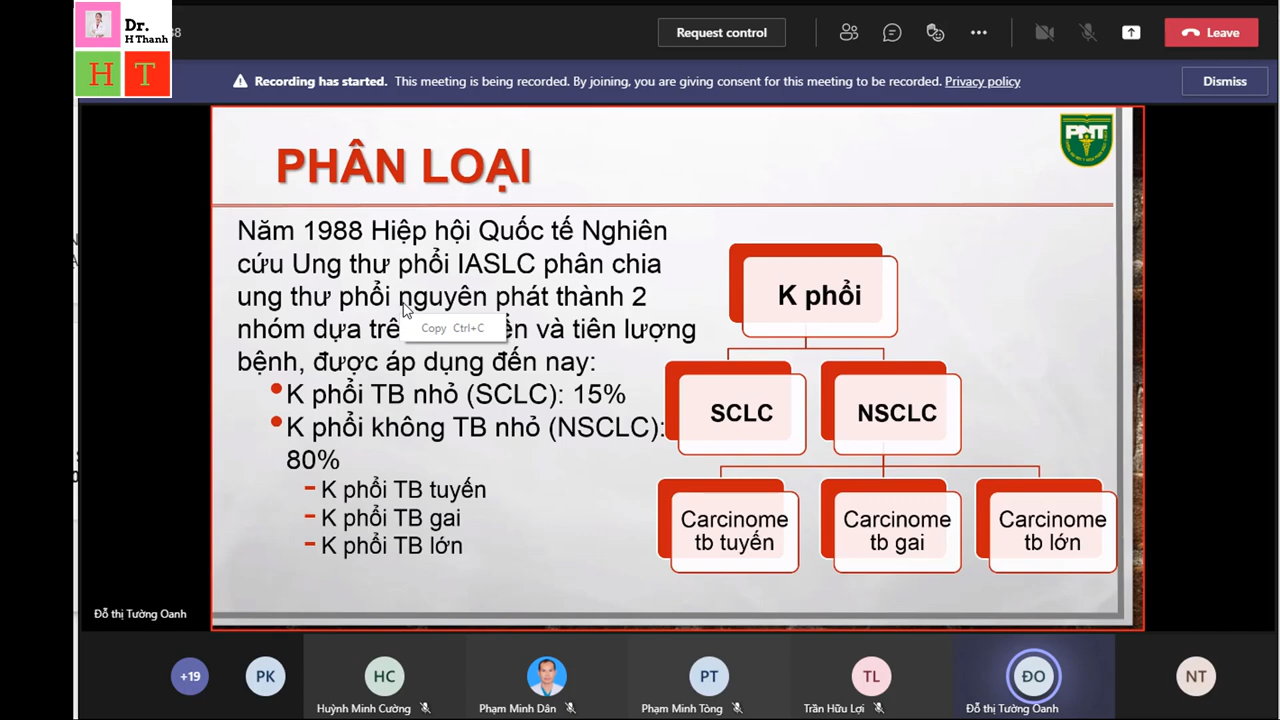 Dr.
H Thanh
H T
38
Request control
Leave
Recording has started. This meeting is being recorded. By joining, you are giving consent for this meeting to be recorded. Privacy policy
Dismiss
PNT
PHÂN LOẠI
Năm 1988 Hiệp hội Quốc tế Nghiên
cứu Ung thư phổi IASLC phân chia
ung thư phổi nguyên phát thành 2
nhóm dựa và tiên lượng
Copy Ctrl+C
bệnh, được áp dụng đến nay:
K phổi TB nhỏ (SCLC): 15%
K phổi không TB nhỏ (NSCLC):
80%
- K phổi TB tuyến
- K phổi TB gai
- K phổi TB lớn
K phổi
SCLC
NSCLC
Carcinome
tb tuyến
Carcinome
tb gai
Carcinome
tb lớn
Đỗ thị Tường Oanh
+19
PK
HC
PT
TL
ĐO
NT
Huỳnh Minh Cường
Phạm Minh Dân
Phạm Minh Tòng
Trần Hữu Lợi
Đỗ thị Tường Oanh